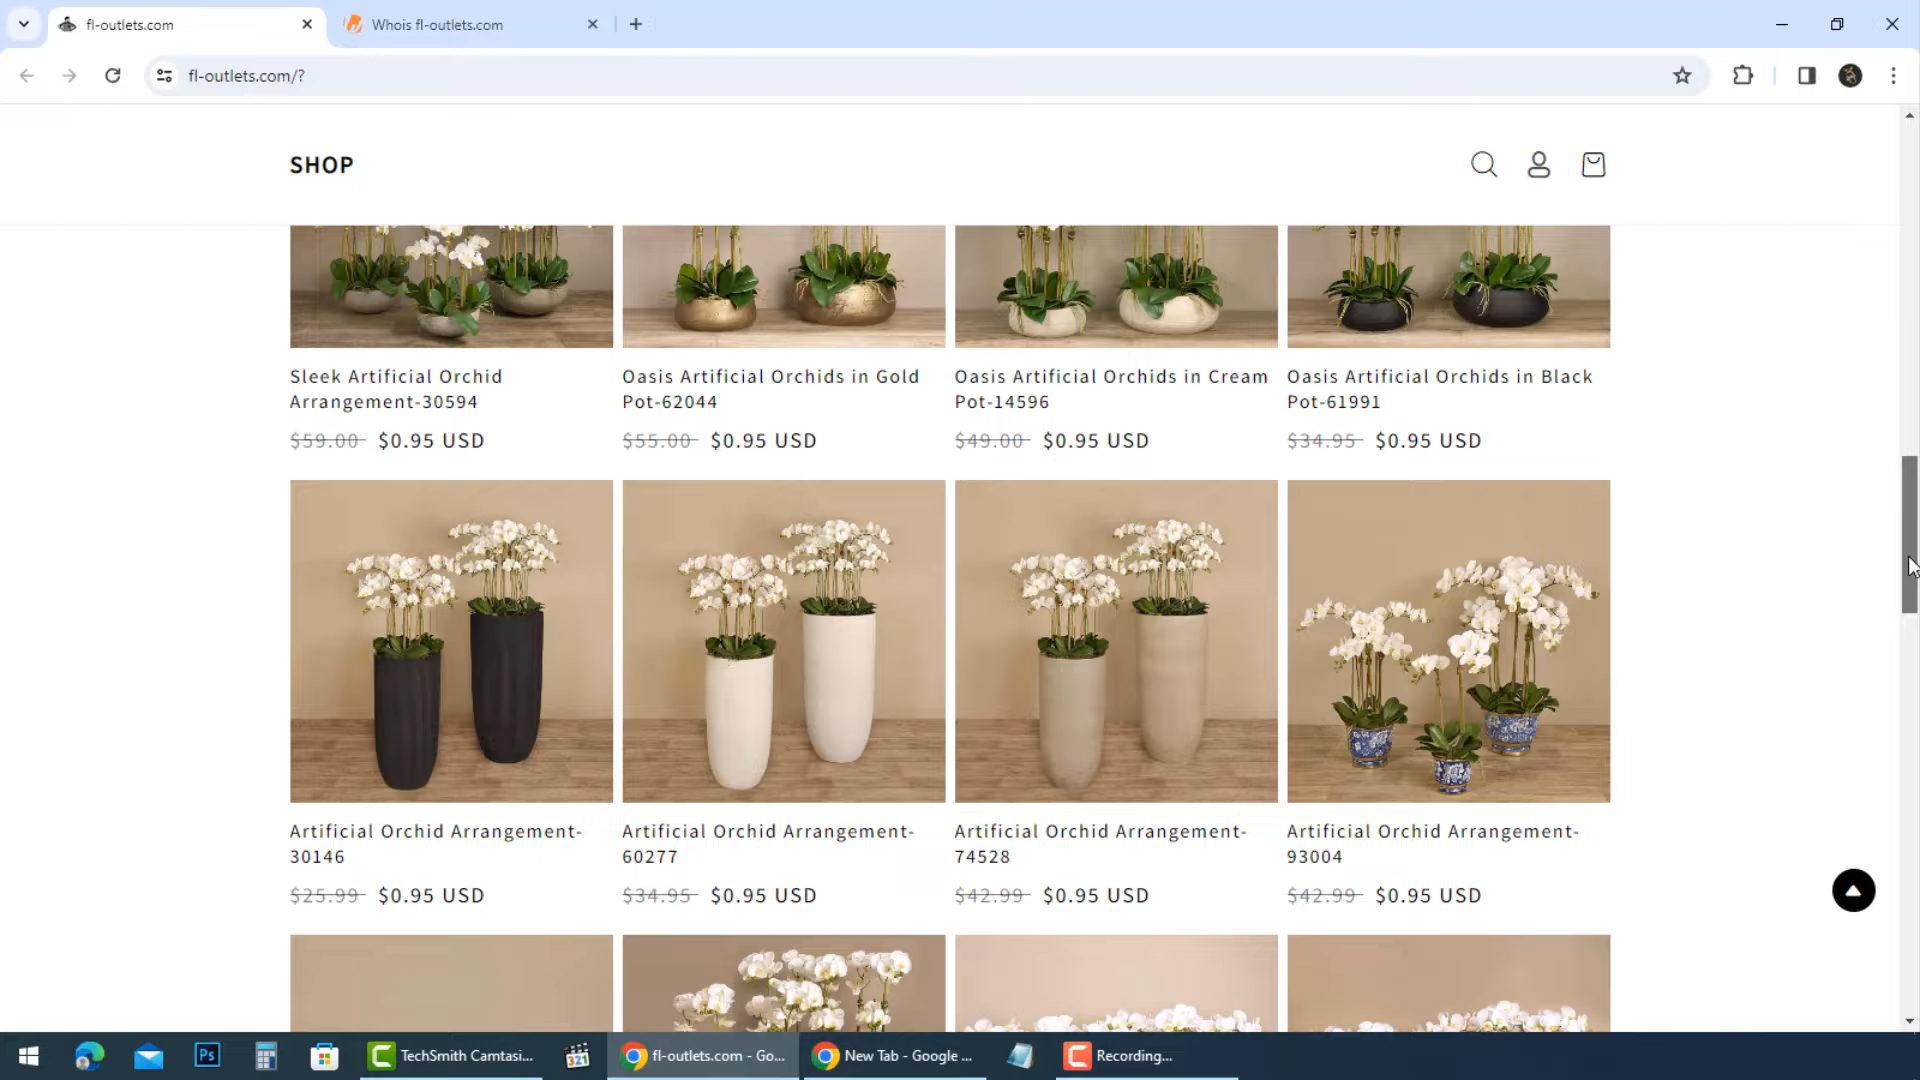 fl-outlets.com
Whois fl-outlets.com
fl-outlets.com/?
SHOP
Sleek Artificial Orchid
Arrangement-30594
$59.00 $0.95 USD
Oasis Artificial Orchids in Gold
Pot-62044
$55.00 $0.95 USD
Oasis Artificial Orchids in Cream
Pot-14596
$49.00 $0.95 USD
Oasis Artificial Orchids in Black
Pot-61991
$34.95 $0.95 USD
Artificial Orchid Arrangement-
30146
$25.99 $0.95 USD
Artificial Orchid Arrangement-
60277
$34.95 $0.95 USD
Artificial Orchid Arrangement-
74528
$42.99 $0.95 USD
Artificial Orchid Arrangement-
93004
$42.99 $0.95 USD
Ps
TechSmith Camtasi...
321
fl-outlets.com - Go...
New Tab - Google ...
Recording...